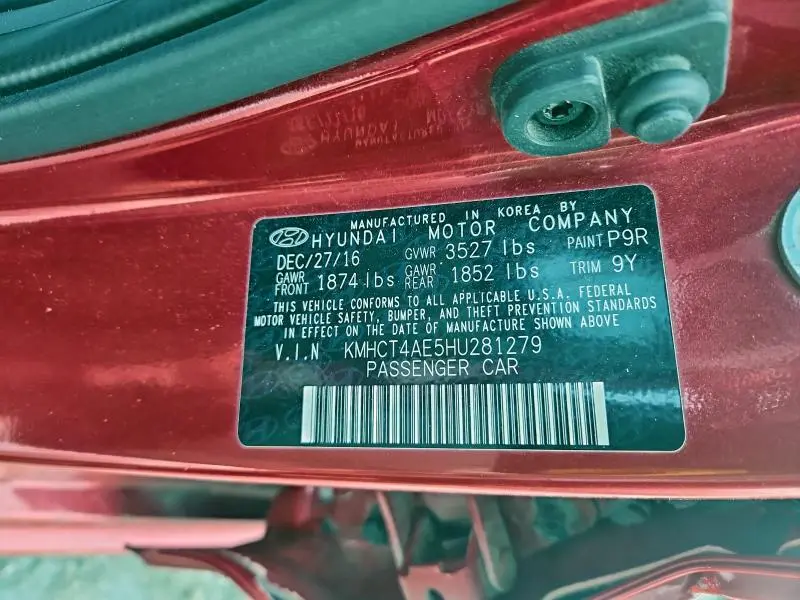 MANUFACTURED IN KOREA BY
HYUNDAI MOTOR COMPANY
DEC/27/16 GVWR 3527 lbs PAINT P9R
GAWR FRONT 1874 lbs GAWR REAR 1852 lbs TRIM 9Y
THIS VEHICLE CONFORMS TO ALL APPLICABLE U.S.A. FEDERAL
MOTOR VEHICLE SAFETY, BUMPER, AND THEFT PREVENTION STANDARDS
IN EFFECT ON THE DATE OF MANUFACTURE SHOWN ABOVE
V.I.N KMHCT4AE5HU281279
PASSENGER CAR